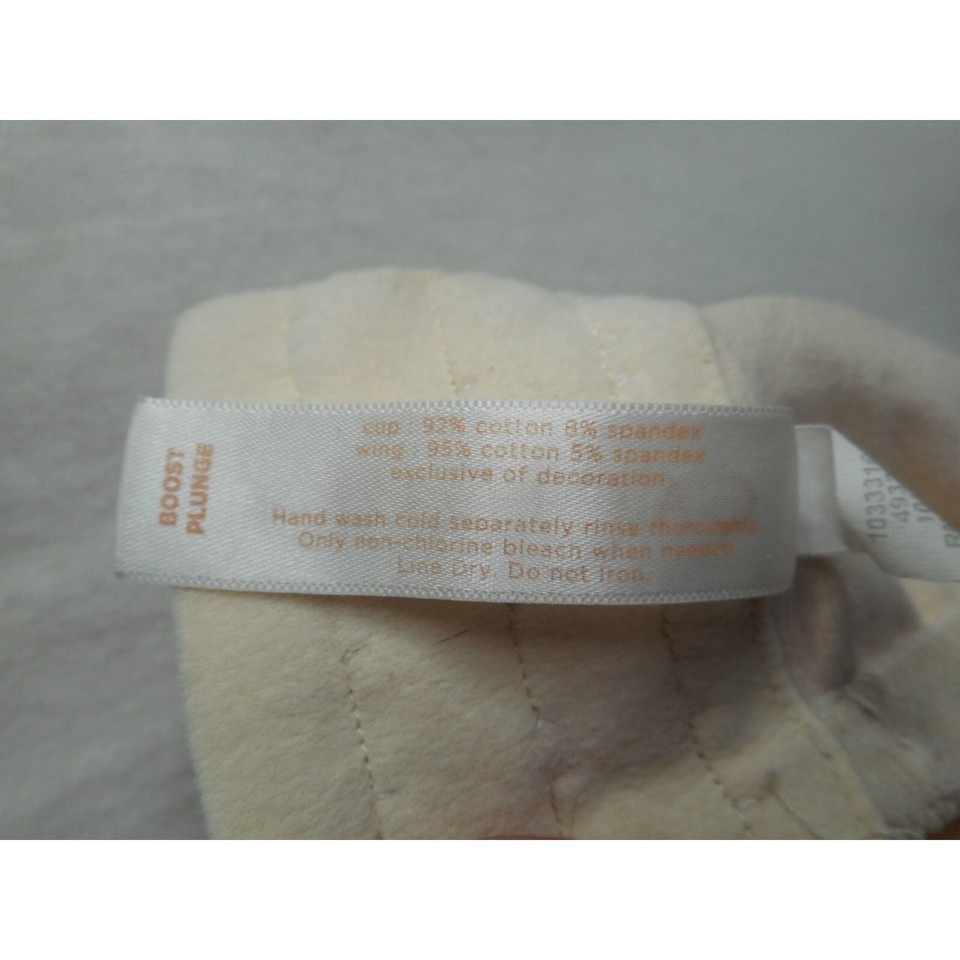 BOOST
PLUNGE
cup : 92% cotton 8% spandex
wing : 95% cotton 5% spandex
exclusive of decoration
Hand wash cold separately rinse thoroughly.
Only non-chlorine bleach when needed
Line Dry. Do not iron.